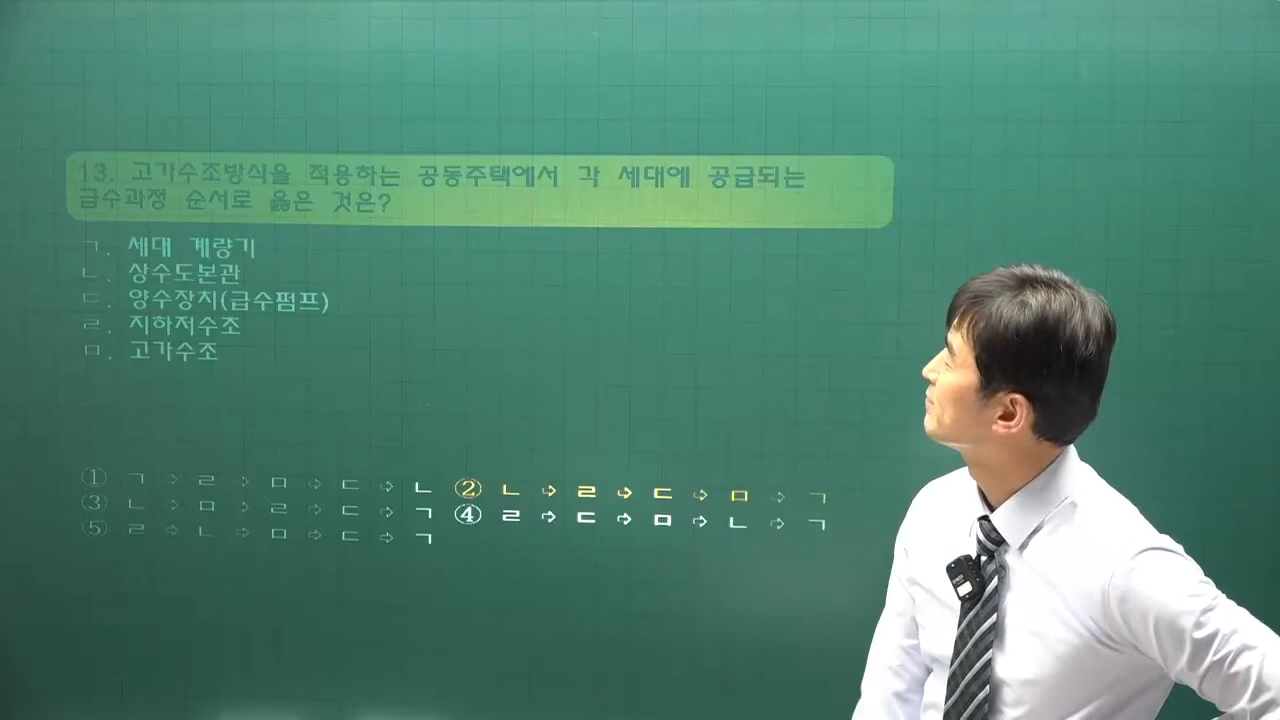 13. 고가수조방식을 적용하는 공동주택에서 각 세대에 공급되는
급수과정 순서로 옳은 것은?
ㄱ. 세대 계량기
ㄴ. 상수도본관
ㄷ. 양수장치(급수펌프)
ㄹ. 지하저수조
ㅁ. 고가수조
① ㄱ ⇨ ㄹ ⇨ ㅁ ⇨ ㄷ ⇨ ㄴ ② ㄴ ⇨ ㄹ ⇨ ㄷ ⇨ ㅁ ⇨ ㄱ
③ ㄴ ⇨ ㅁ ⇨ ㄹ ⇨ ㄷ ⇨ ㄱ ④ ㄹ ⇨ ㄷ ⇨ ㅁ ⇨ ㄴ ⇨ ㄱ
⑤ ㄹ ⇨ ㄴ ⇨ ㅁ ⇨ ㄷ ⇨ ㄱ